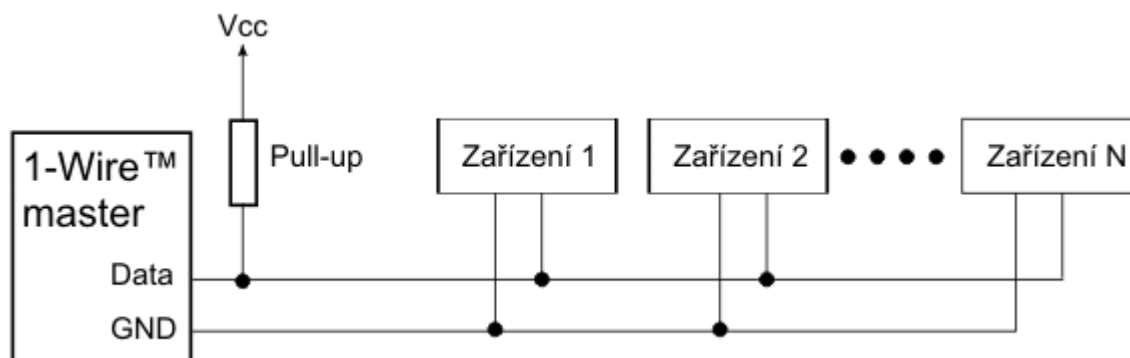 Vcc
1-Wire™
master
Pull-up
Zařízení 1
Zařízení 2
Zařízení N
Data
GND